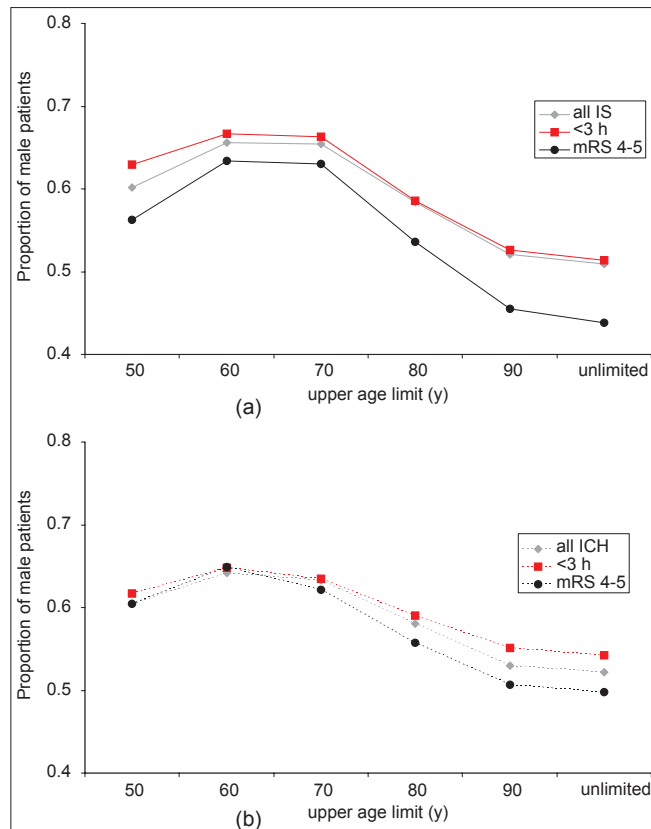 0.8
0.7
0.6
0.5
0.4
Proportion of male patients
all IS
<3 h
mRS 4-5
50 60 70 80 90 unlimited
upper age limit (y)
(a)
0.8
0.7
0.6
0.5
0.4
Proportion of male patients
all ICH
<3 h
mRS 4-5
50 60 70 80 90 unlimited
upper age limit (y)
(b)